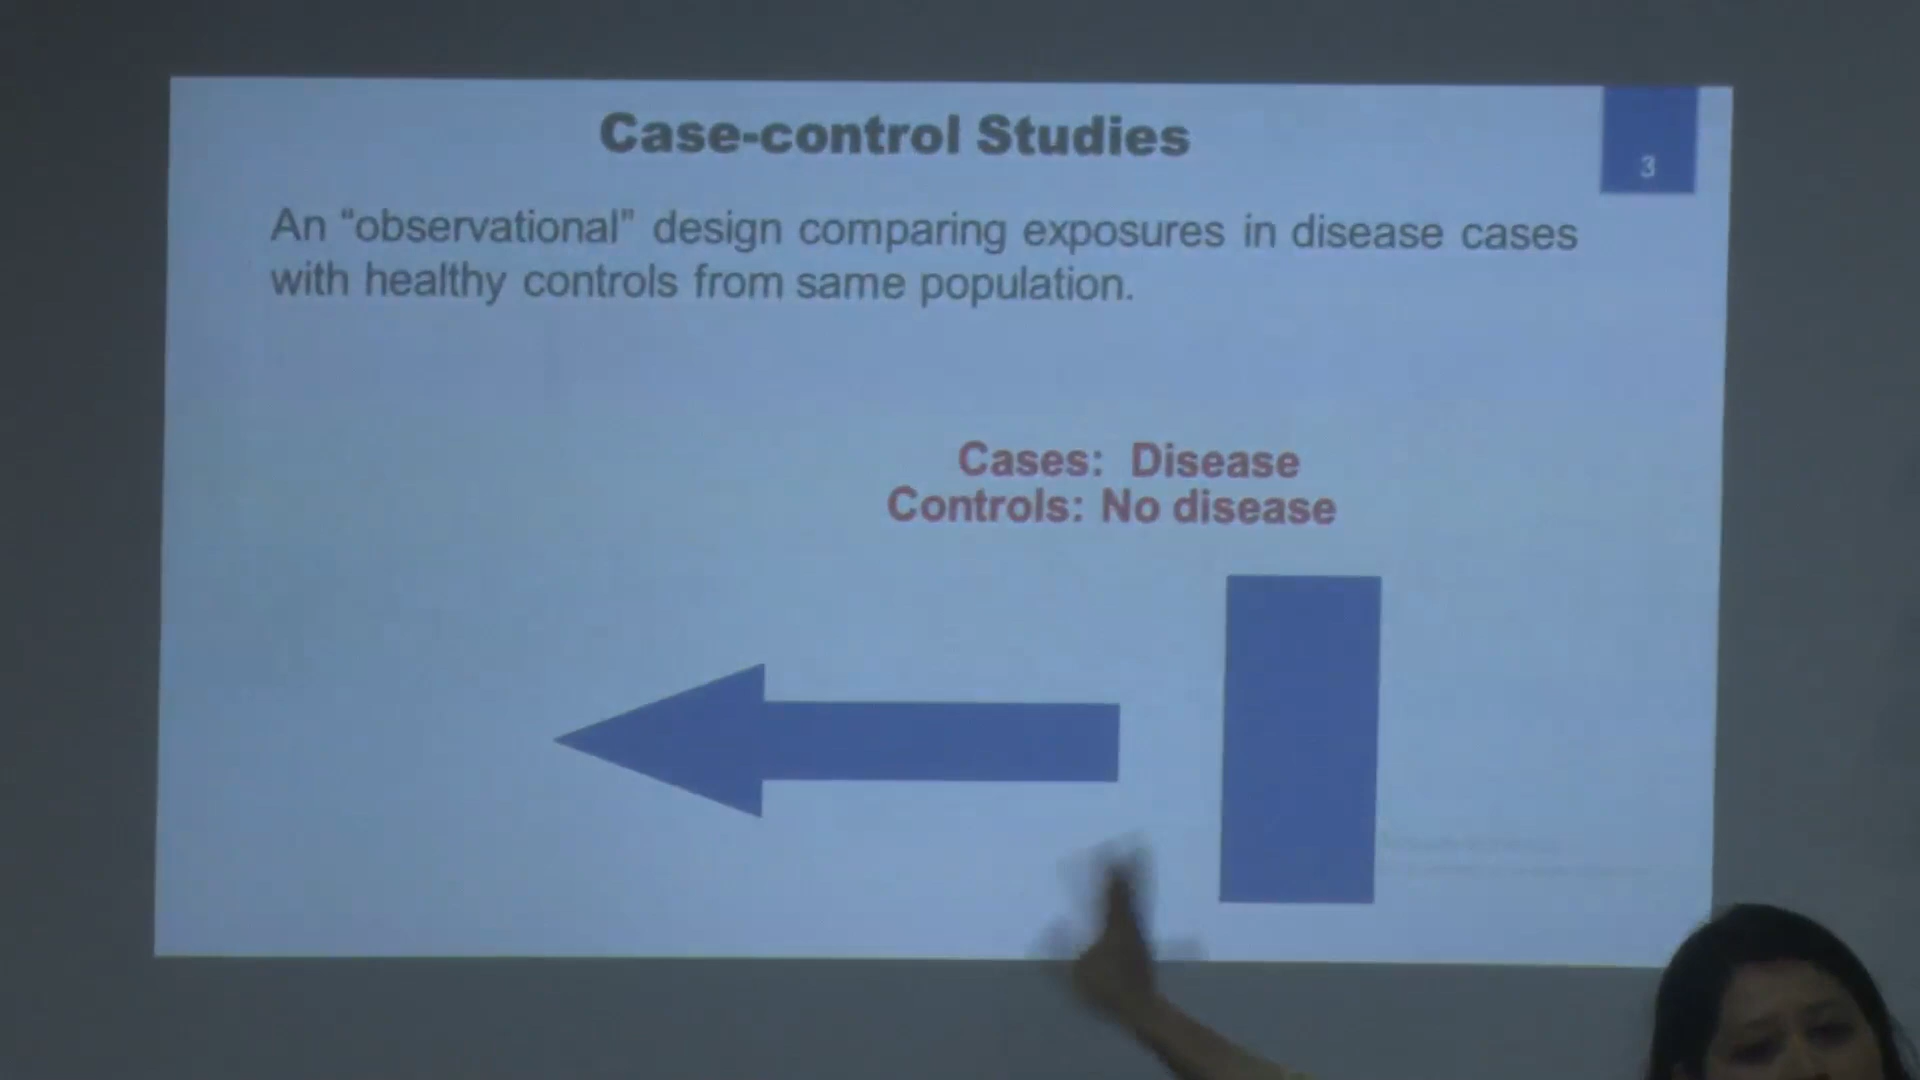 Case-control Studies
3
An “observational” design comparing exposures in disease cases
with healthy controls from same population.
Cases: Disease
Controls: No disease